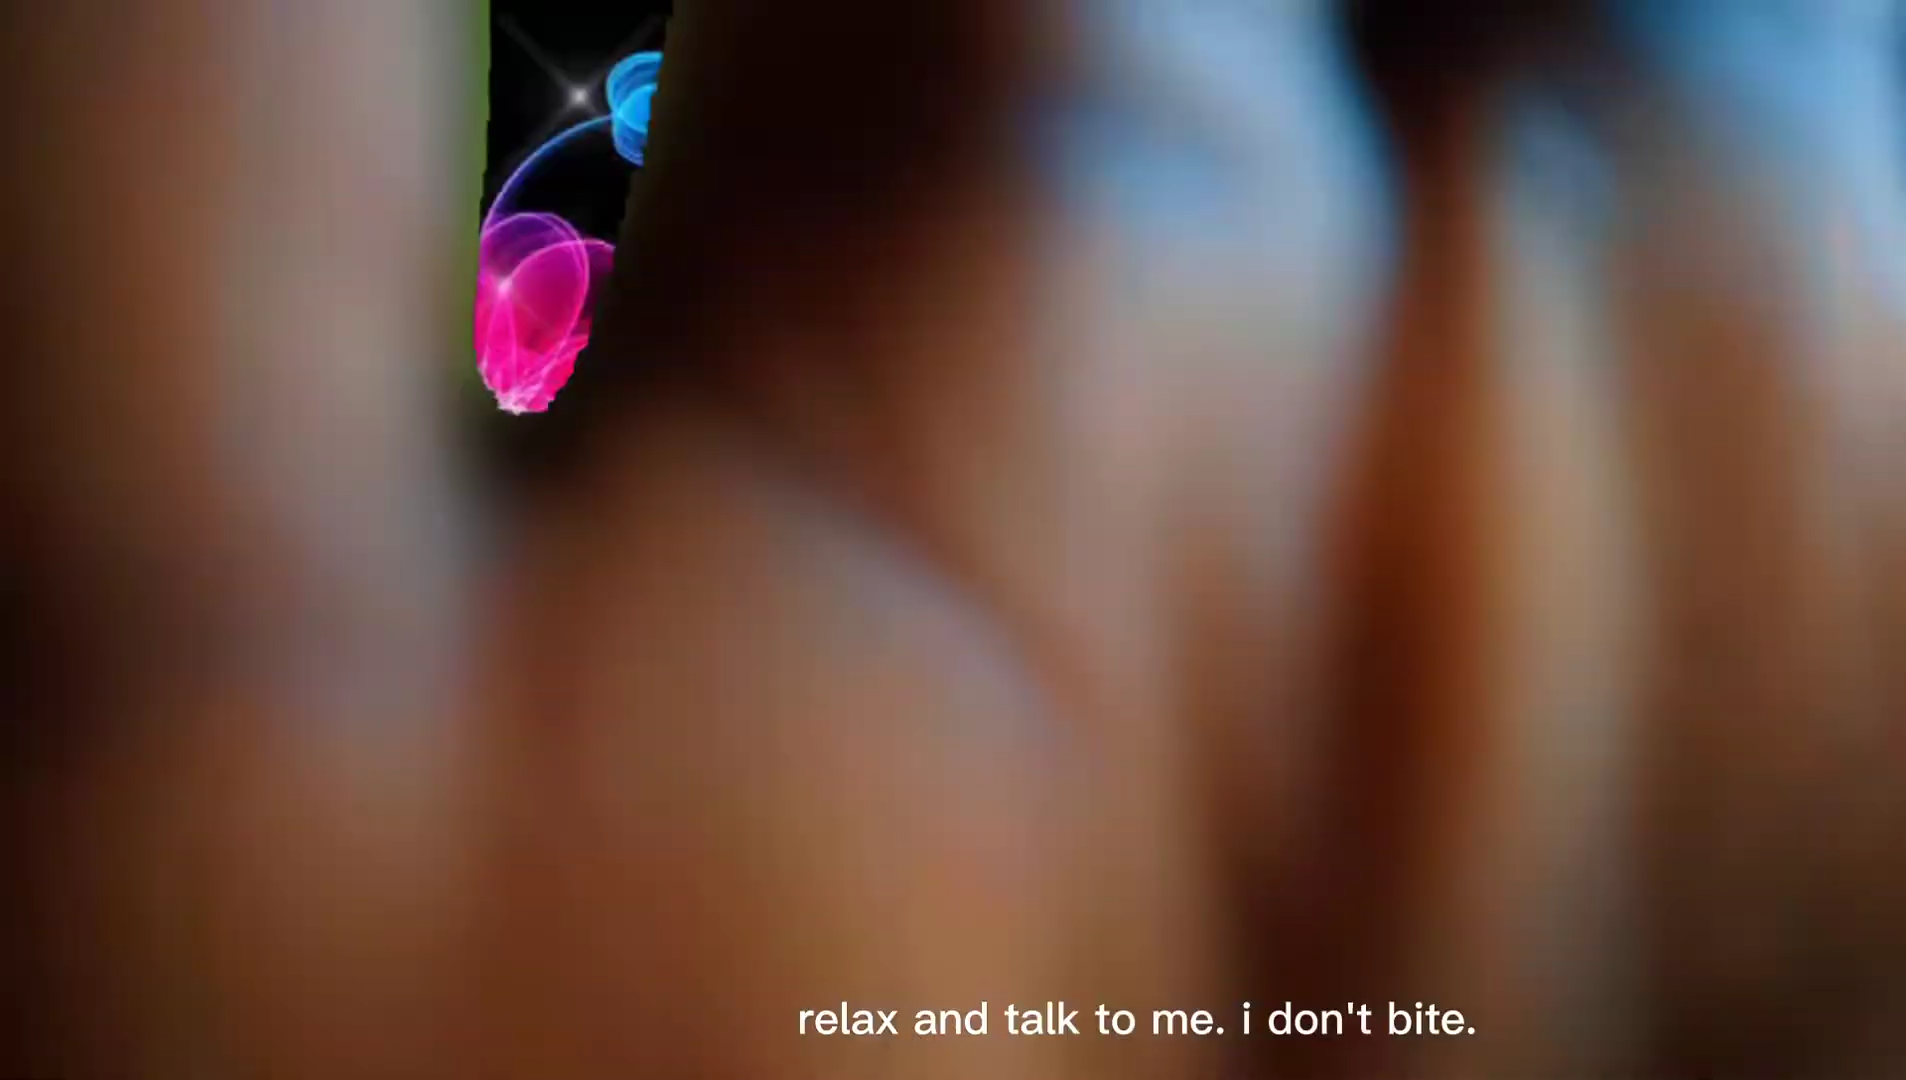 relax and talk to me. i don't bite.